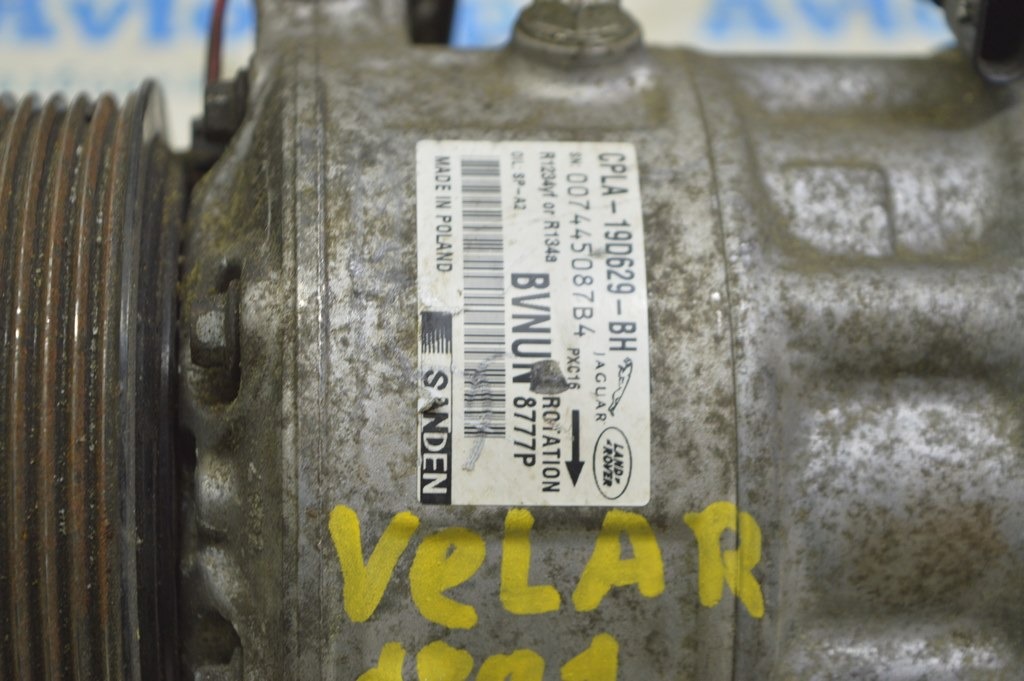 CPLA-19D629-BH
JAGUAR
LAND-
ROVER
SN 0074450878B4
PXC16
R1234yf or R134a
ROTATION
OIL: SP-A2
BVNUN 8777P
MADE IN POLAND
SANDEN
VeLAR